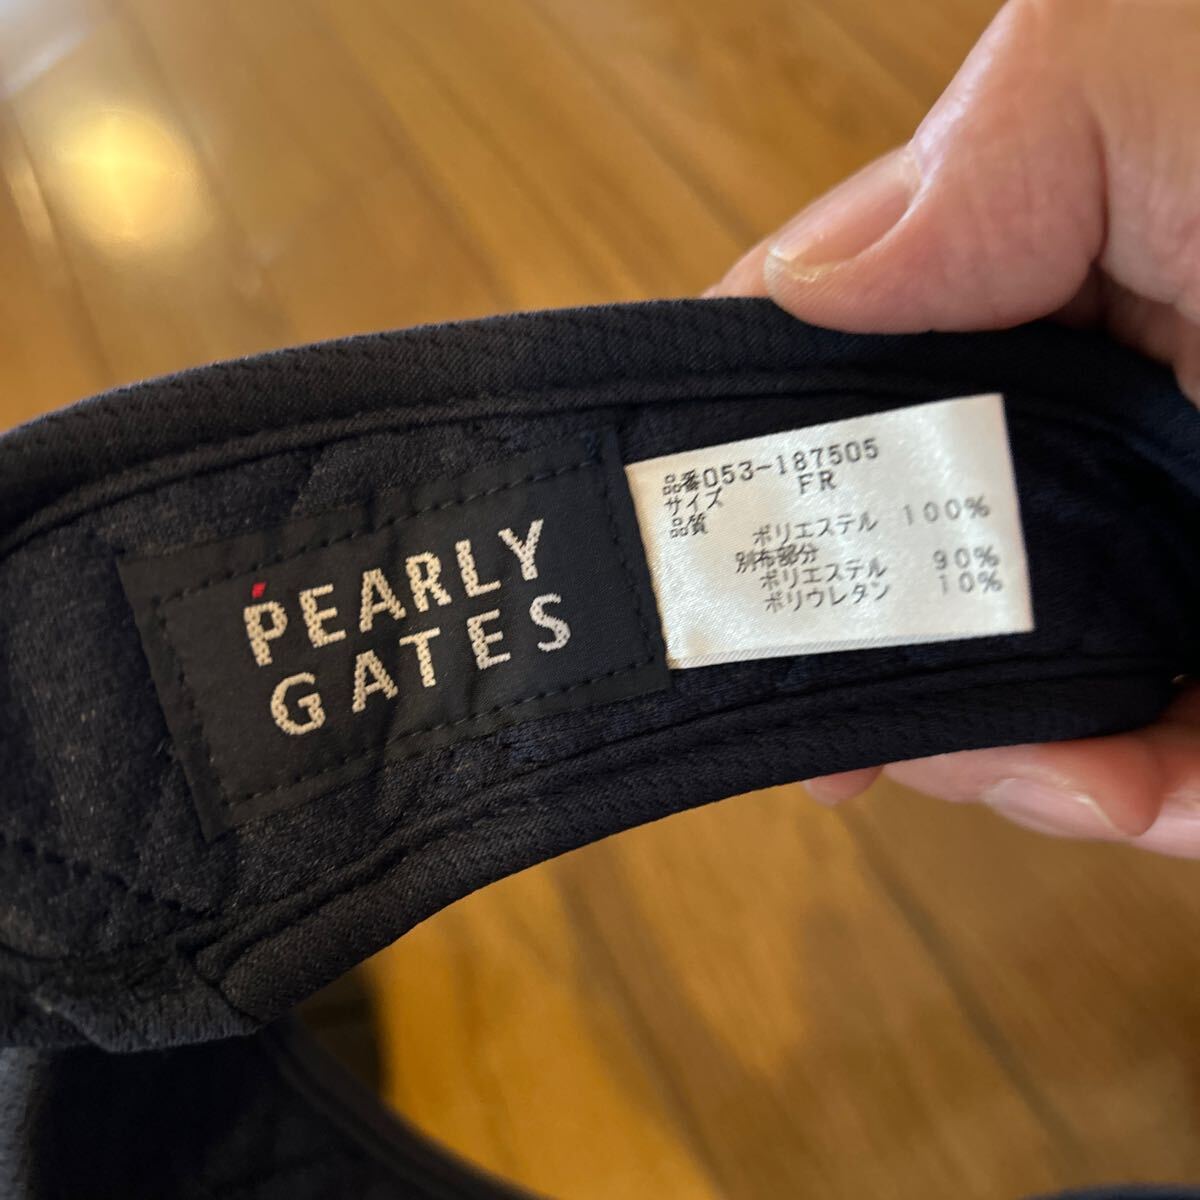 PEARLY
GATES
品番053-187505
サイズ FR
品質
ポリエステル 100%
別布部分
ポリエステル 90%
ポリウレタン 10%